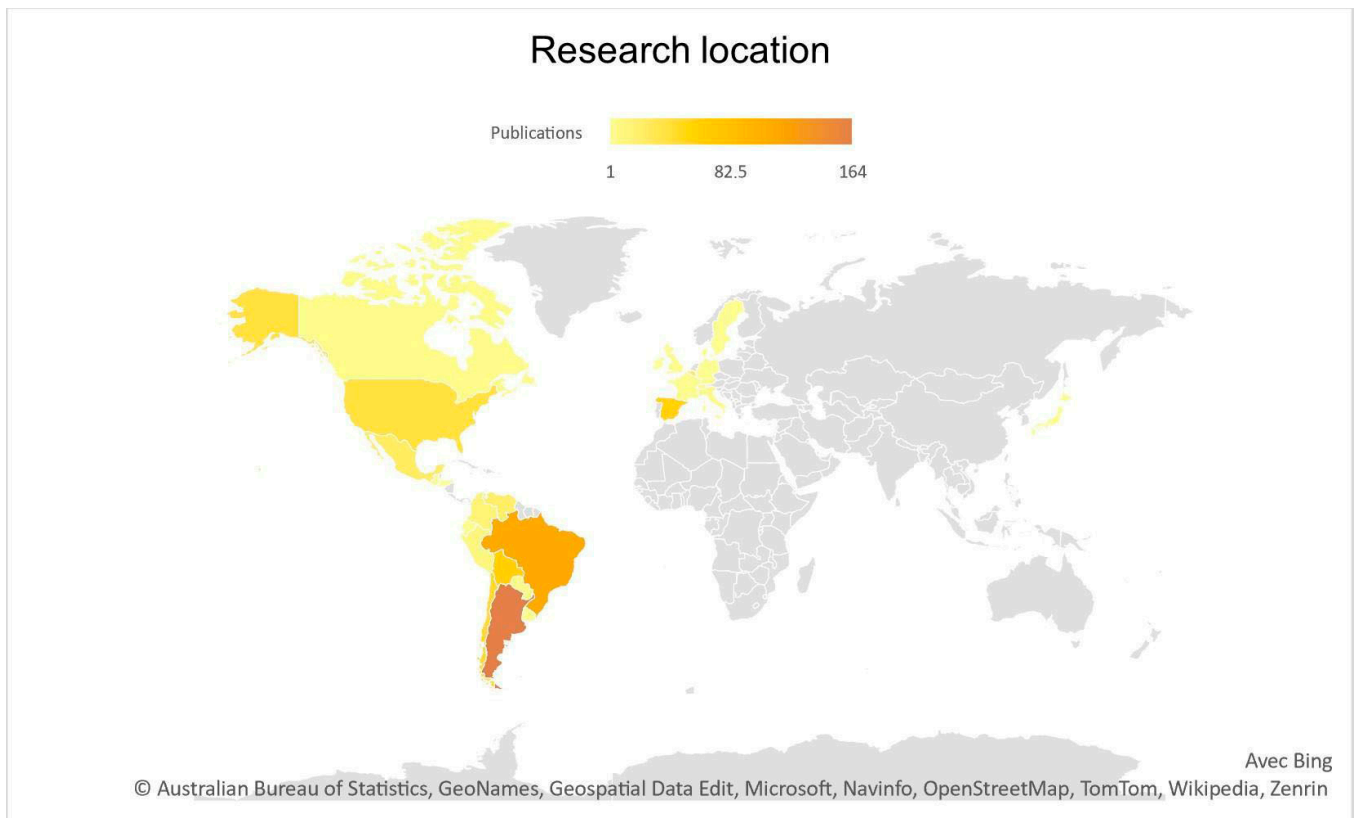 Research location
Publications
1 82.5 164
Avec Bing
© Australian Bureau of Statistics, GeoNames, Geospatial Data Edit, Microsoft, Navinfo, OpenStreetMap, TomTom, Wikipedia, Zenrin